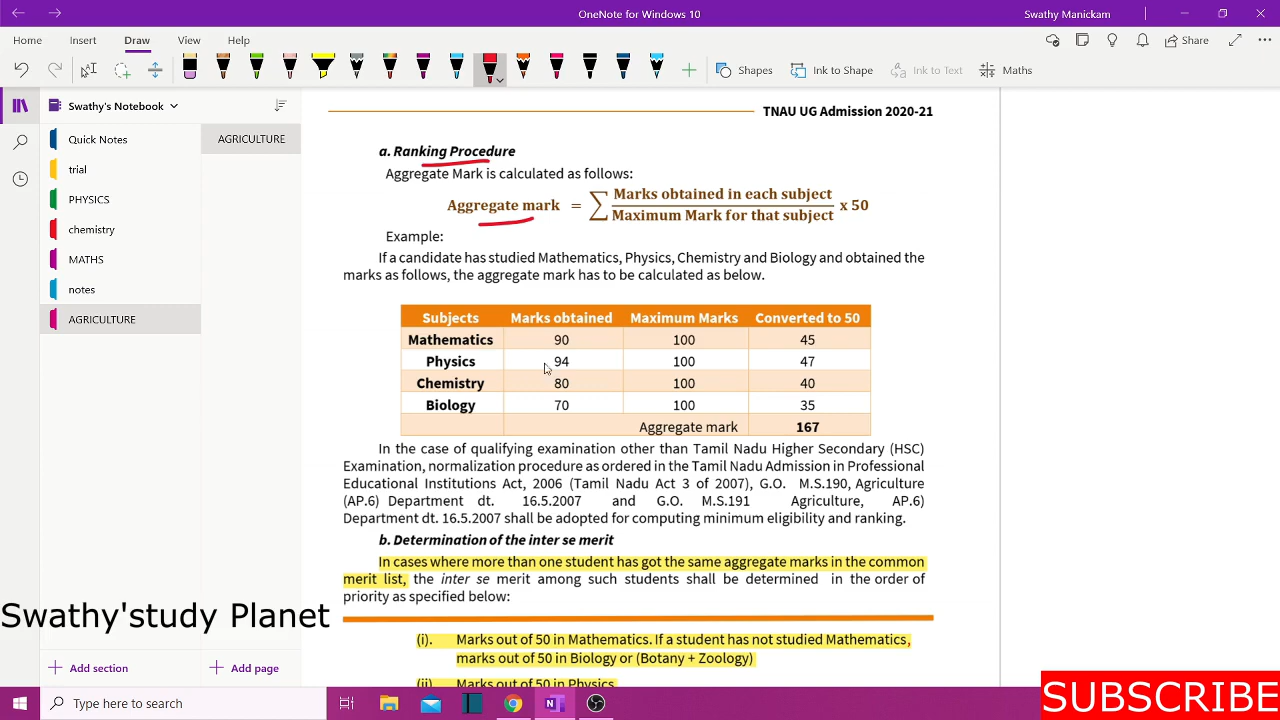 OneNote for Windows 10
Swathy Manickam
Home Insert Draw View Help
Share
Shapes Ink to Shape Ink to Text Maths
Swathy's Notebook
Quick Notes
trial
PHYSICS
chemistry
MATHS
notes
AGRICULTURE
AGRICULTURE
TNAU UG Admission 2020-21
a. Ranking Procedure
Aggregate Mark is calculated as follows:
Aggregate mark = ∑ Marks obtained in each subject / Maximum Mark for that subject x 50
Example:
If a candidate has studied Mathematics, Physics, Chemistry and Biology and obtained the
marks as follows, the aggregate mark has to be calculated as below.
Subjects Marks obtained Maximum Marks Converted to 50
Mathematics 90 100 45
Physics 94 100 47
Chemistry 80 100 40
Biology 70 100 35
Aggregate mark 167
In the case of qualifying examination other than Tamil Nadu Higher Secondary (HSC)
Examination, normalization procedure as ordered in the Tamil Nadu Admission in Professional
Educational Institutions Act, 2006 (Tamil Nadu Act 3 of 2007), G.O. M.S.190, Agriculture
(AP.6) Department dt. 16.5.2007 and G.O. M.S.191 Agriculture, AP.6)
Department dt. 16.5.2007 shall be adopted for computing minimum eligibility and ranking.
b. Determination of the inter se merit
In cases where more than one student has got the same aggregate marks in the common
merit list, the inter se merit among such students shall be determined in the order of
priority as specified below:
(i). Marks out of 50 in Mathematics. If a student has not studied Mathematics,
marks out of 50 in Biology or (Botany + Zoology)
(ii) Marks out of 50 in Physics
Swathy'study Planet
Add section Add page
Type here to search
SUBSCRIBE